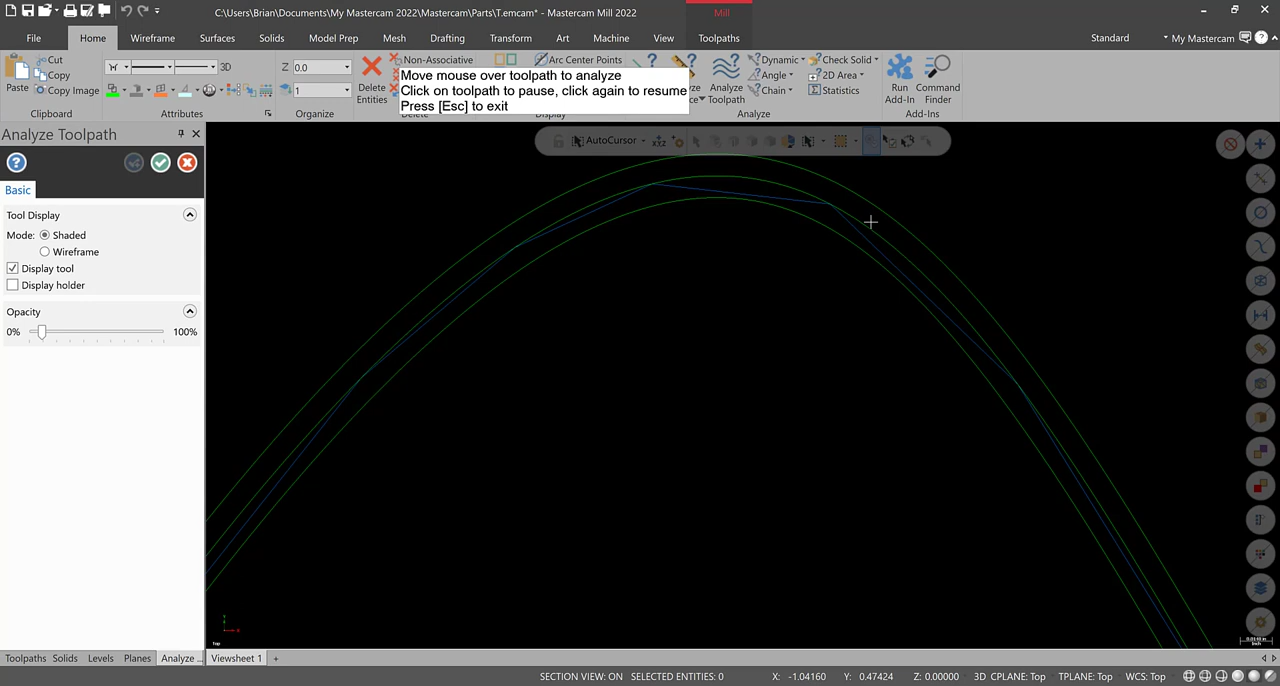 C:\Users\Brian\Documents\My Mastercam 2022\Mastercam\Parts\T.emcam* - Mastercam Mill 2022
Mill
File Home Wireframe Surfaces Solids Model Prep Mesh Drafting Transform Art Machine View Toolpaths
Standard My Mastercam
Paste
Cut
Copy
Copy Image
Clipboard
3D
Attributes
Z 0.0
1
Organize
Delete Entities
Non-Associative
Delete
Arc Center Points
Display
Move mouse over toolpath to analyze
Click on toolpath to pause, click again to resume
Press [Esc] to exit
Analyze Toolpath
Dynamic
Angle
Chain
Check Solid
2D Area
Statistics
Analyze
Run Add-In
Command Finder
Add-Ins
AutoCursor
Analyze Toolpath
Basic
Tool Display
Mode: Shaded
Wireframe
Display tool
Display holder
Opacity
0% 100%
Top
Toolpaths Solids Levels Planes Analyze ...
Viewsheet 1 +
SECTION VIEW: ON SELECTED ENTITIES: 0 X: -1.04160 Y: 0.47424 Z: 0.00000 3D CPLANE: Top TPLANE: Top WCS: Top